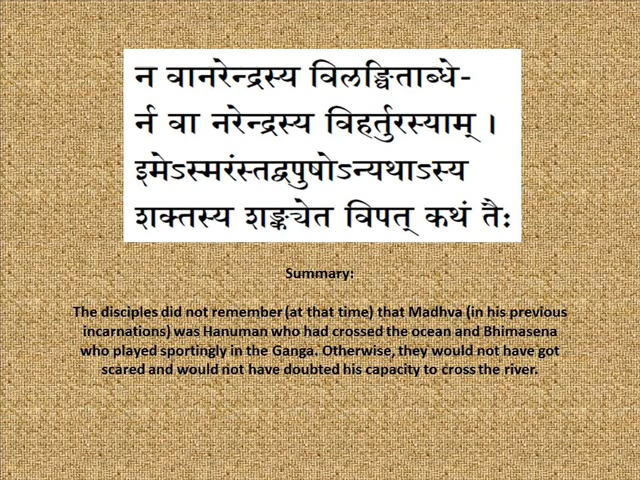 न वानरेन्द्रस्य विलङ्घिताब्धे-
र्न वा नरेन्द्रस्य विहर्तुरस्याम् ।
इमेऽस्मरंस्तद्वपुषोऽन्यथाऽस्य
शक्तस्य शङ्क्येत विपत् कथं तैः
Summary:
The disciples did not remember (at that time) that Madhva (in his previous
incarnations) was Hanuman who had crossed the ocean and Bhimasena
who played sportingly in the Ganga. Otherwise, they would not have got
scared and would not have doubted his capacity to cross the river.